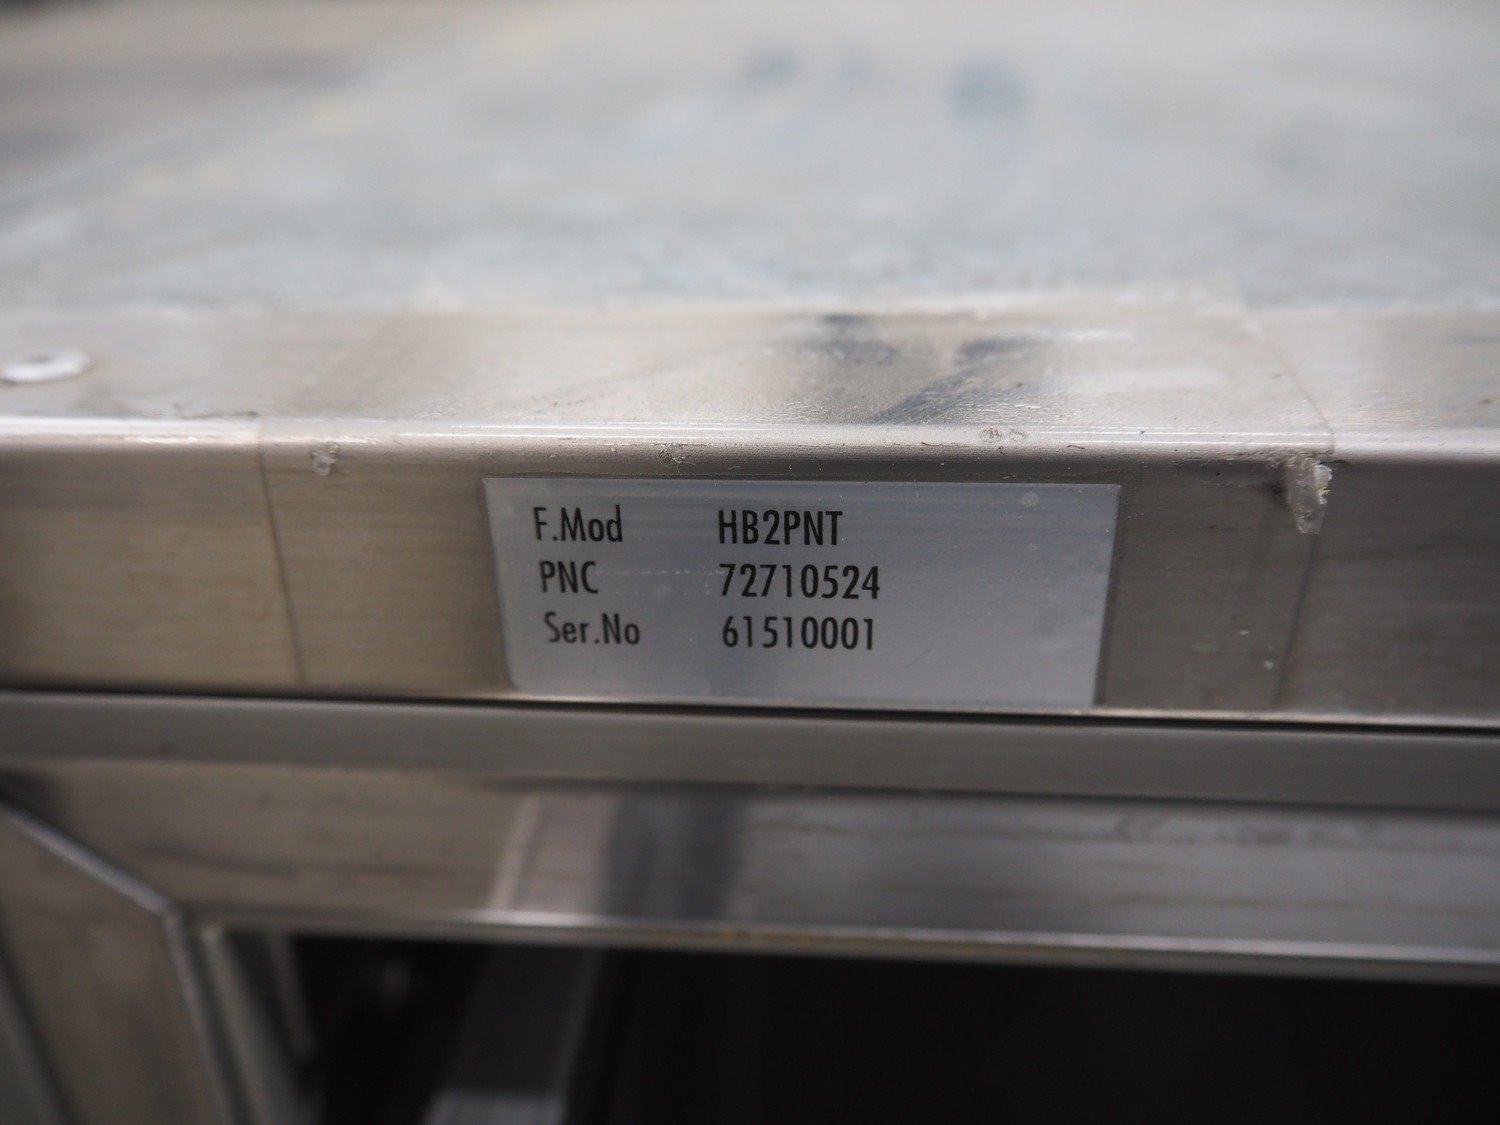 F.Mod HB2PNT
PNC 72710524
Ser.No 61510001